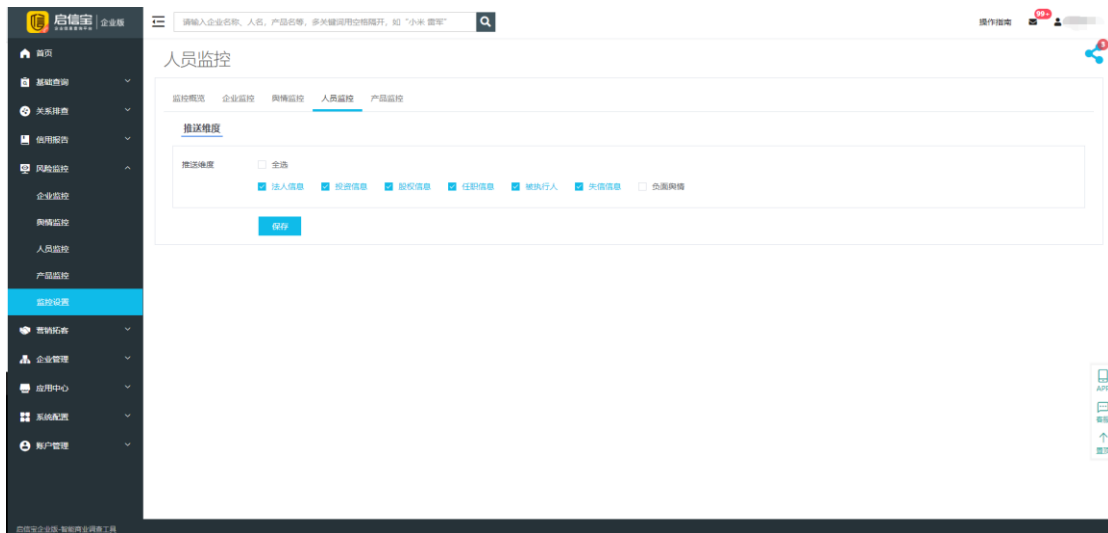 启信宝 企业版
请输入企业名称、人名、产品名等，多关键词用空格隔开，如“小米 雷军”
操作指南
99+
首页
基础查询
关系排查
信用报告
风险监控
企业监控
舆情监控
人员监控
产品监控
监控设置
营销拓客
企业管理
应用中心
系统配置
账户管理
人员监控
监控概览 企业监控 舆情监控 人员监控 产品监控
推送维度
推送维度 全选
法人信息 投资信息 股权信息 任职信息 被执行人 失信信息 负面舆情
保存
APP
客服
置顶
启信宝企业版-智能商业调查工具